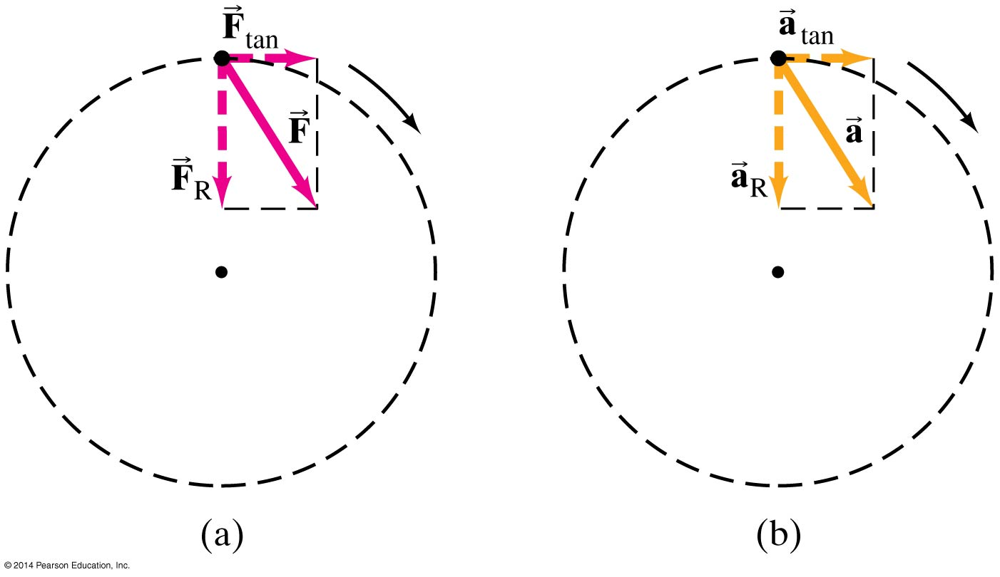 F⃗ tan
F⃗
F⃗ R
(a)
a⃗ tan
a⃗
a⃗ R
(b)
© 2014 Pearson Education, Inc.